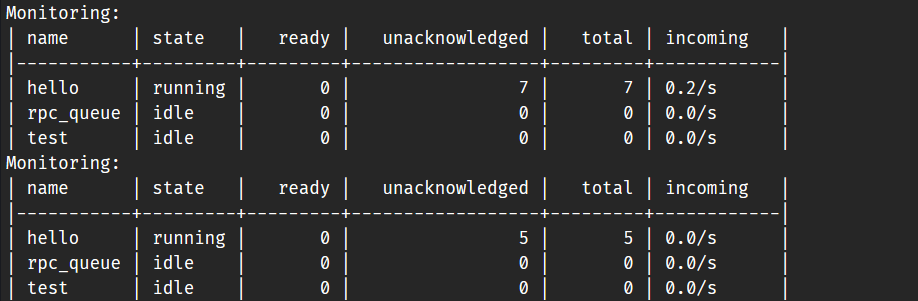 Monitoring:
| name      | state   |   ready |   unacknowledged |   total | incoming   |
|-----------+---------+---------+------------------+---------+------------|
| hello     | running |       0 |                7 |       7 | 0.2/s      |
| rpc_queue | idle    |       0 |                0 |       0 | 0.0/s      |
| test      | idle    |       0 |                0 |       0 | 0.0/s      |
Monitoring:
| name      | state   |   ready |   unacknowledged |   total | incoming   |
|-----------+---------+---------+------------------+---------+------------|
| hello     | running |       0 |                5 |       5 | 0.0/s      |
| rpc_queue | idle    |       0 |                0 |       0 | 0.0/s      |
| test      | idle    |       0 |                0 |       0 | 0.0/s      |